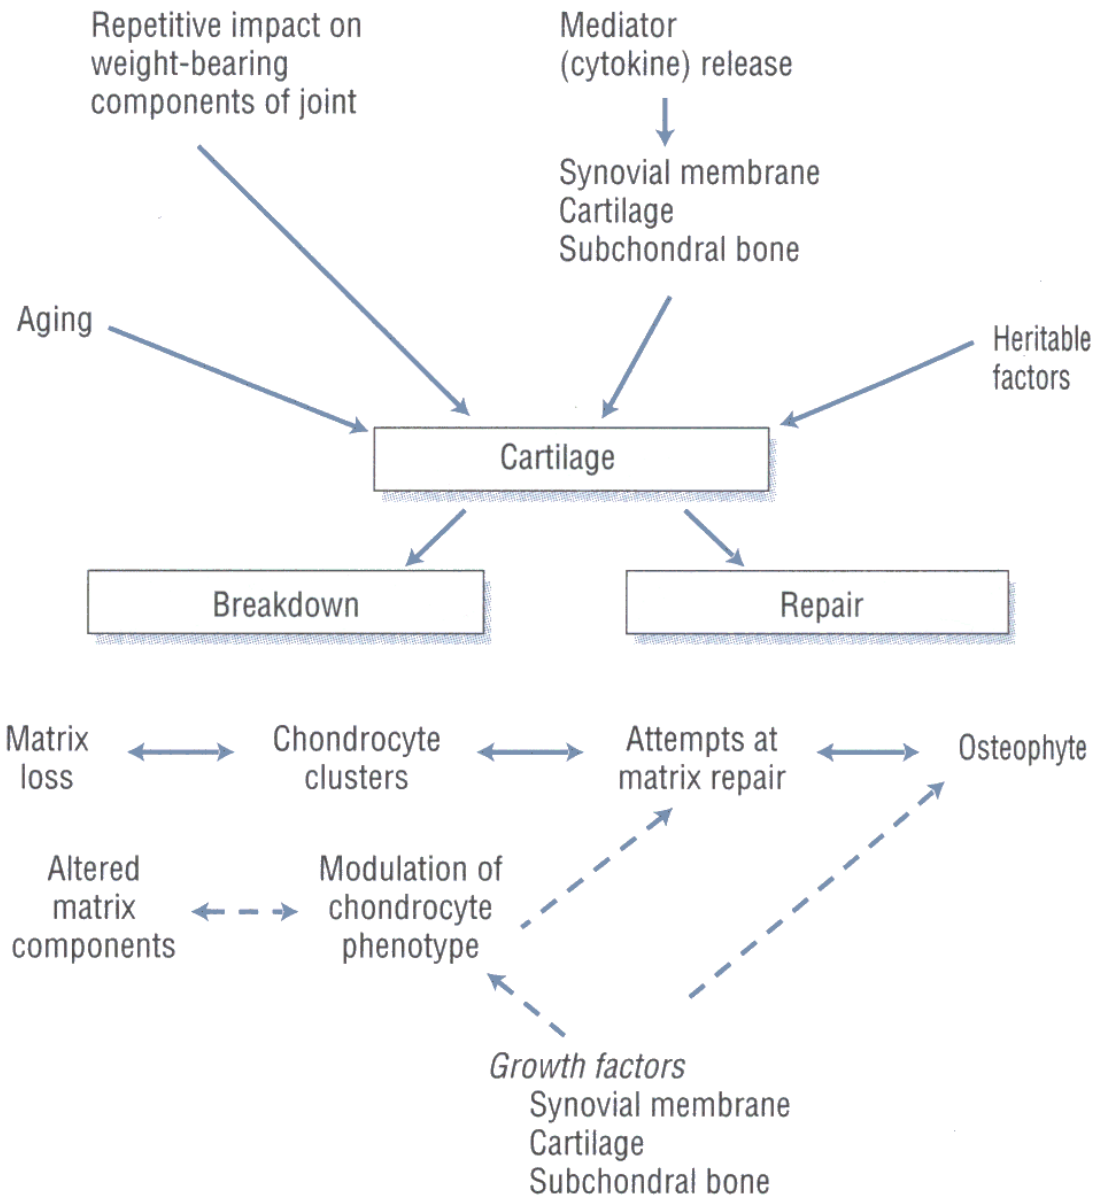 Repetitive impact on
weight-bearing
components of joint
Mediator
(cytokine) release
Synovial membrane
Cartilage
Subchondral bone
Aging
Heritable
factors
Cartilage
Breakdown
Repair
Matrix
loss
Chondrocyte
clusters
Attempts at
matrix repair
Osteophyte
Altered
matrix
components
Modulation of
chondrocyte
phenotype
Growth factors
Synovial membrane
Cartilage
Subchondral bone